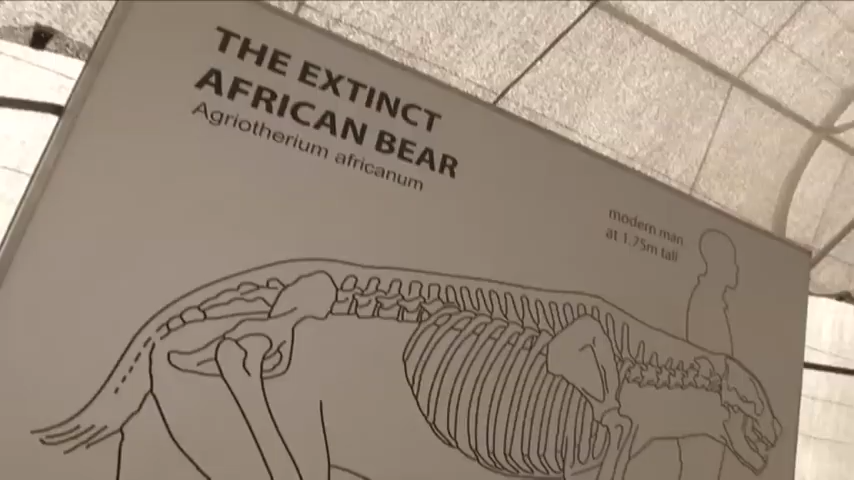 THE EXTINCT
AFRICAN BEAR
Agriotherium africanum
modern man
at 1.75m tall